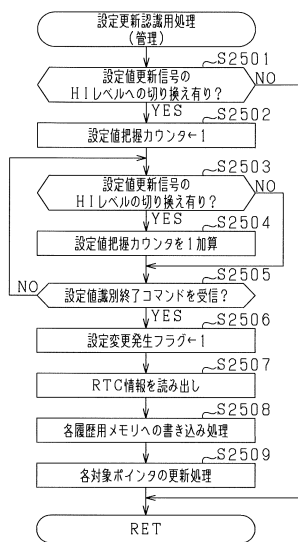 設定更新認識用処理
(管理)
S2501
設定値更新信号の
HIレベルへの切り換え有り?
NO
YES
S2502
設定値把握カウンタ←1
S2503
設定値更新信号の
HIレベルの切り換え有り?
NO
YES
S2504
設定値把握カウンタを1加算
S2505
NO
設定値識別終了コマンドを受信?
YES
S2506
設定変更発生フラグ←1
S2507
RTC情報を読み出し
S2508
各履歴用メモリへの書き込み処理
S2509
各対象ポインタの更新処理
RET